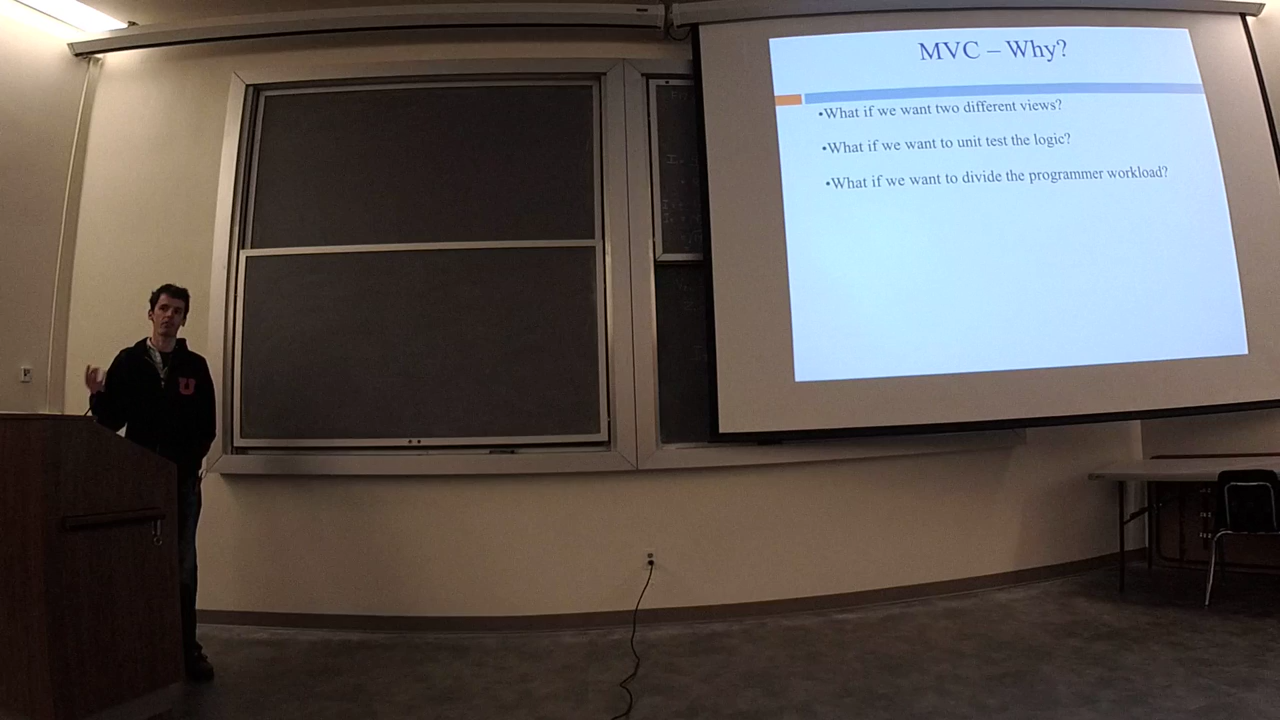 MVC – Why?
•What if we want two different views?
•What if we want to unit test the logic?
•What if we want to divide the programmer workload?
U